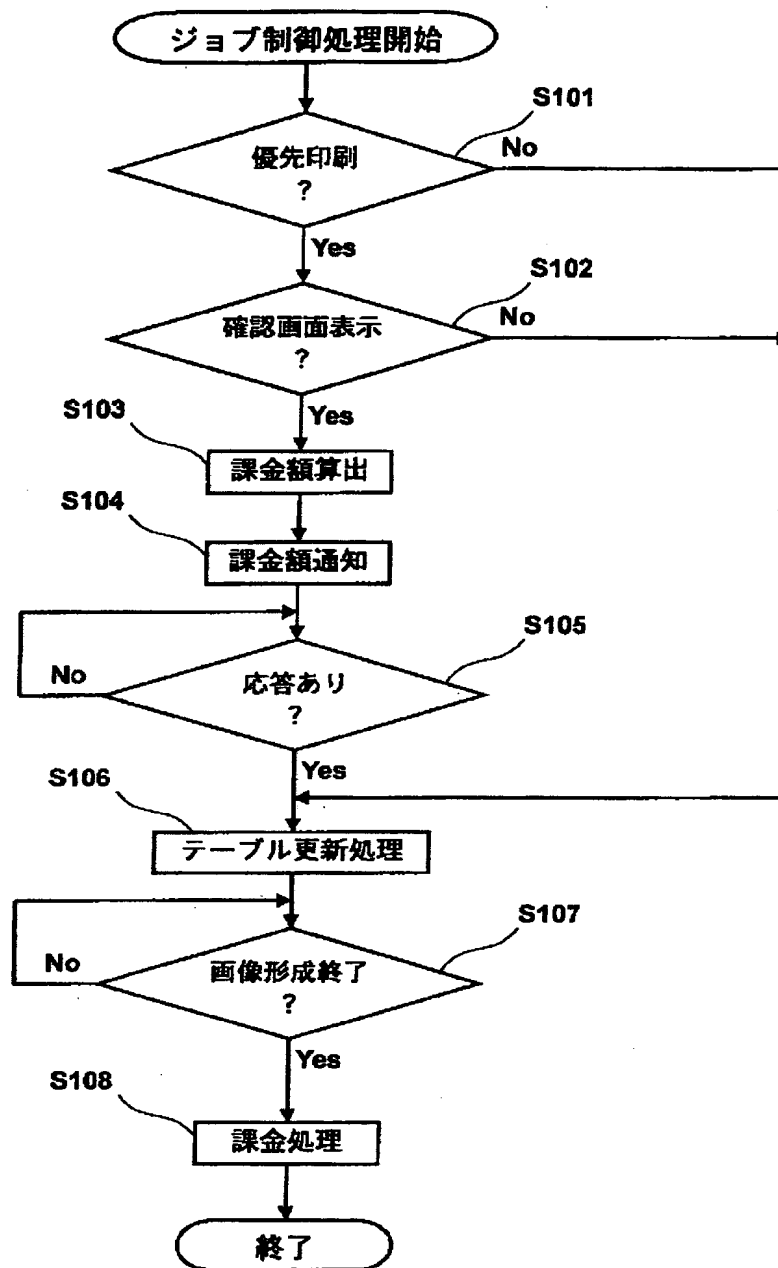 ジョブ制御処理開始
S101
優先印刷
?
No
Yes
S102
確認画面表示
?
No
Yes
S103
課金額算出
S104
課金額通知
S105
応答あり
?
No
Yes
S106
テーブル更新処理
S107
画像形成終了
?
No
Yes
S108
課金処理
終了